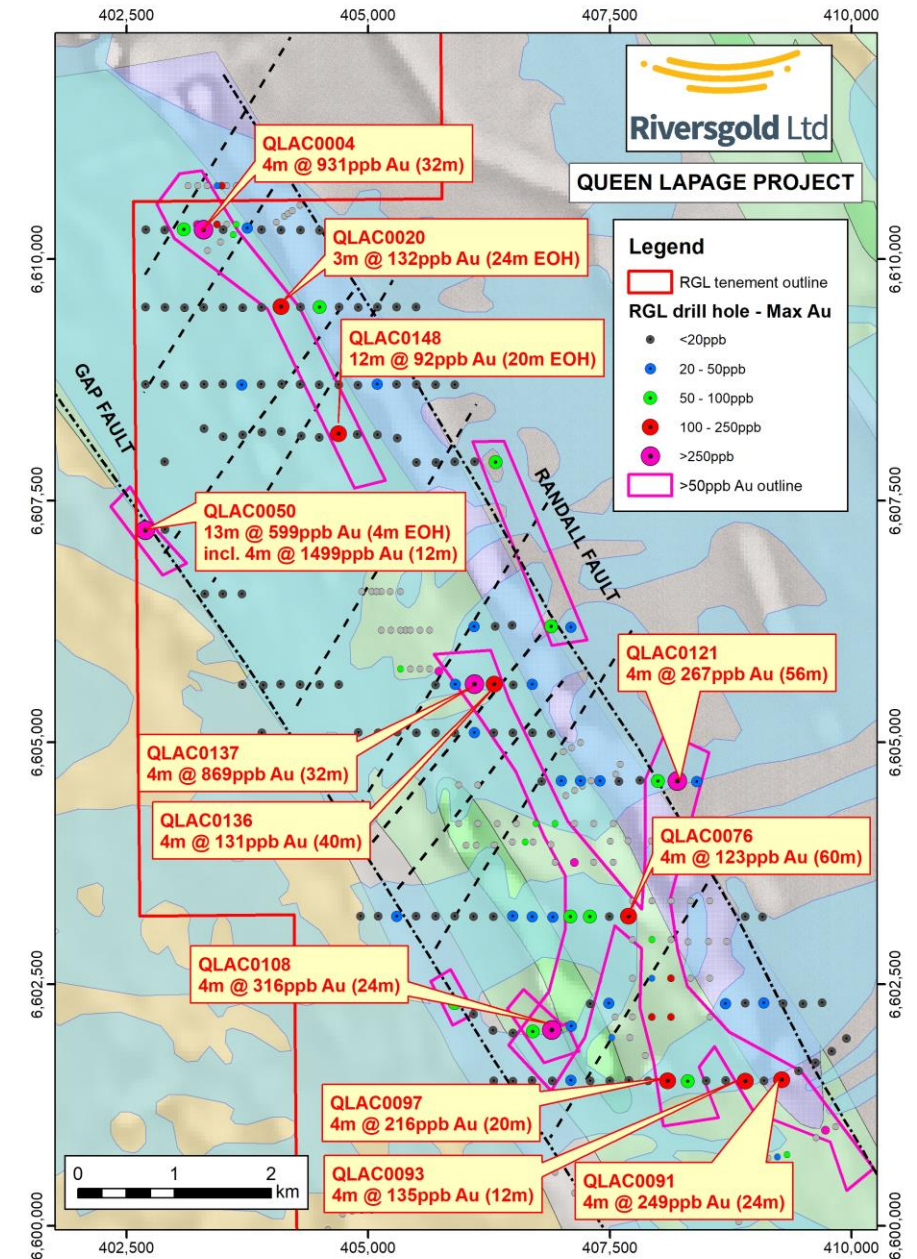 402,500
405,000
407,500
410,000
Riversgold Ltd
QUEEN LAPAGE PROJECT
QLAC0004
4m @ 931ppb Au (32m)
QLAC0020
3m @ 132ppb Au (24m EOH)
QLAC0148
12m @ 92ppb Au (20m EOH)
Legend
RGL tenement outline
RGL drill hole - Max Au
<20ppb
20 - 50ppb
50 - 100ppb
100 - 250ppb
>250ppb
>50ppb Au outline
6,610,000
6,610,000
GAP FAULT
RANDALL FAULT
6,607,500
6,607,500
QLAC0050
13m @ 599ppb Au (4m EOH)
incl. 4m @ 1499ppb Au (12m)
QLAC0121
4m @ 267ppb Au (56m)
6,605,000
6,605,000
QLAC0137
4m @ 869ppb Au (32m)
QLAC0136
4m @ 131ppb Au (40m)
QLAC0076
4m @ 123ppb Au (60m)
QLAC0108
4m @ 316ppb Au (24m)
6,602,500
6,602,500
QLAC0097
4m @ 216ppb Au (20m)
QLAC0093
4m @ 135ppb Au (12m)
QLAC0091
4m @ 249ppb Au (24m)
0 1 2
km
6,600,000
6,600,000
402,500
405,000
407,500
410,000